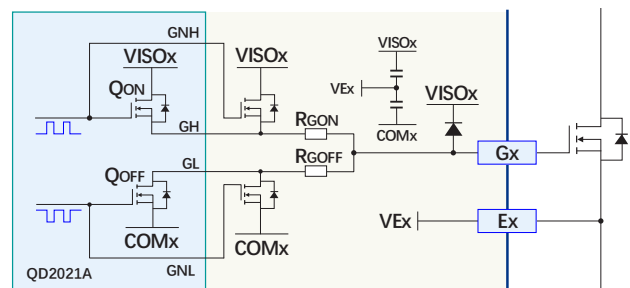 GNH
VISOx
VISOx
VISOx
QON
VEx
VISOx
COMx
GH
RGON
GL
RGOFF
Gx
QOFF
COMx
COMx
VEx
Ex
GNL
QD2021A